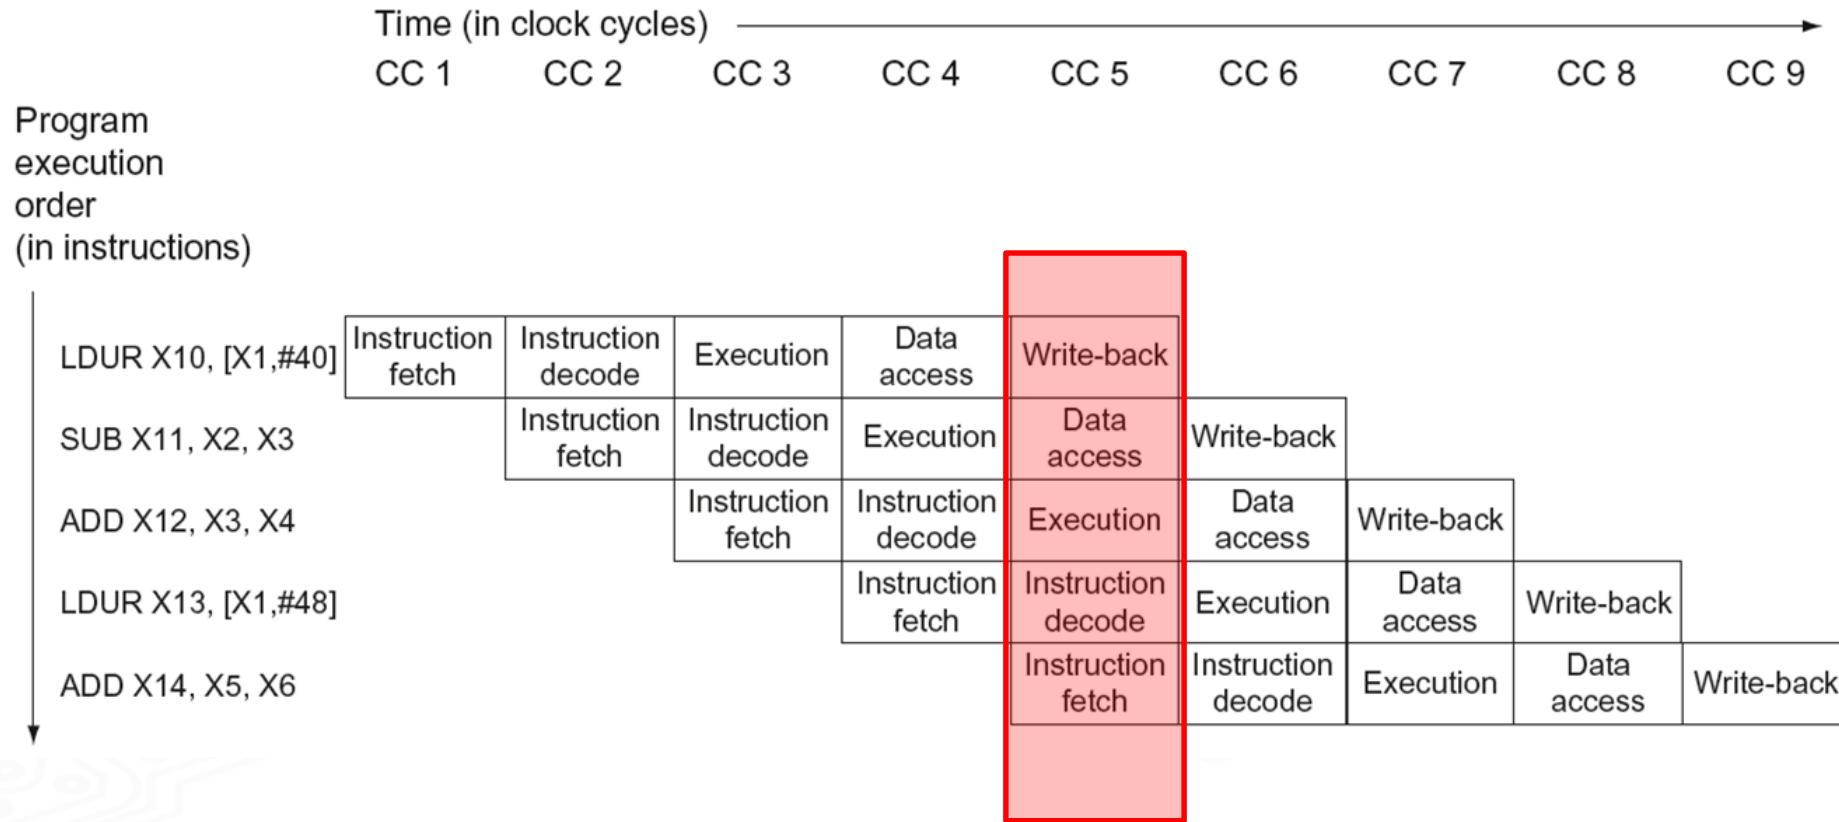 Time (in clock cycles)
CC 1 CC 2 CC 3 CC 4 CC 5 CC 6 CC 7 CC 8 CC 9
Program
execution
order
(in instructions)
LDUR X10, [X1,#40] Instruction fetch Instruction decode Execution Data access Write-back
SUB X11, X2, X3 Instruction fetch Instruction decode Execution Data access Write-back
ADD X12, X3, X4 Instruction fetch Instruction decode Execution Data access Write-back
LDUR X13, [X1,#48] Instruction fetch Instruction decode Execution Data access Write-back
ADD X14, X5, X6 Instruction fetch Instruction decode Execution Data access Write-back